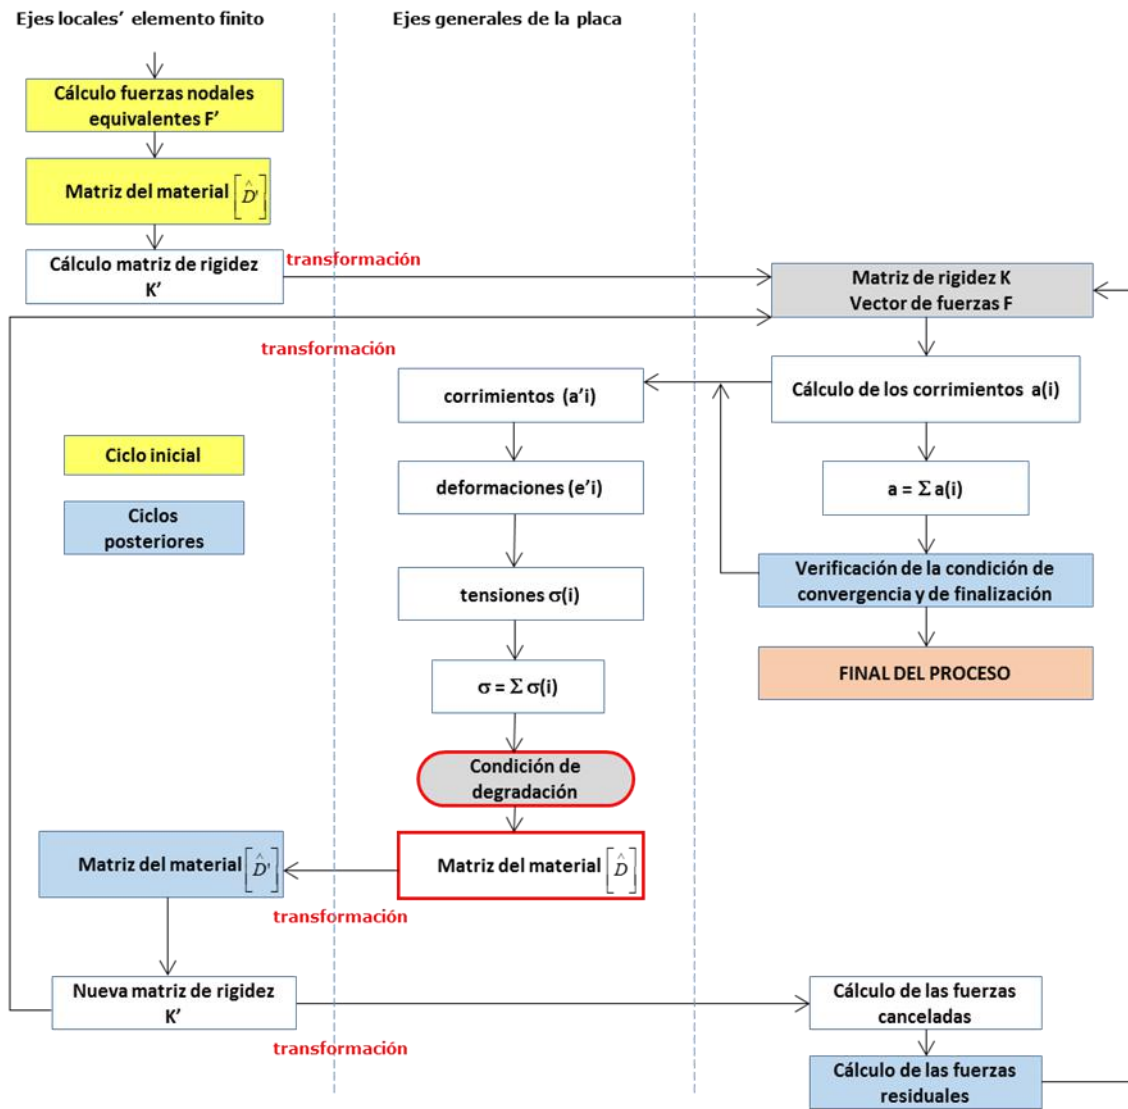 Ejes locales’ elemento finito
Ejes generales de la placa
Cálculo fuerzas nodales
equivalentes F’
Matriz del material [D̂']
Cálculo matriz de rigidez
K’
transformación
Matriz de rigidez K
Vector de fuerzas F
transformación
corrimientos (a’i)
Cálculo de los corrimientos a(i)
Ciclo inicial
deformaciones (e’i)
a = Σ a(i)
Ciclos
posteriores
tensiones σ(i)
Verificación de la condición de
convergencia y de finalización
σ = Σ σ(i)
FINAL DEL PROCESO
Condición de
degradación
Matriz del material [D̂']
Matriz del material [D̂]
transformación
Nueva matriz de rigidez
K’
Cálculo de las fuerzas
canceladas
transformación
Cálculo de las fuerzas
residuales